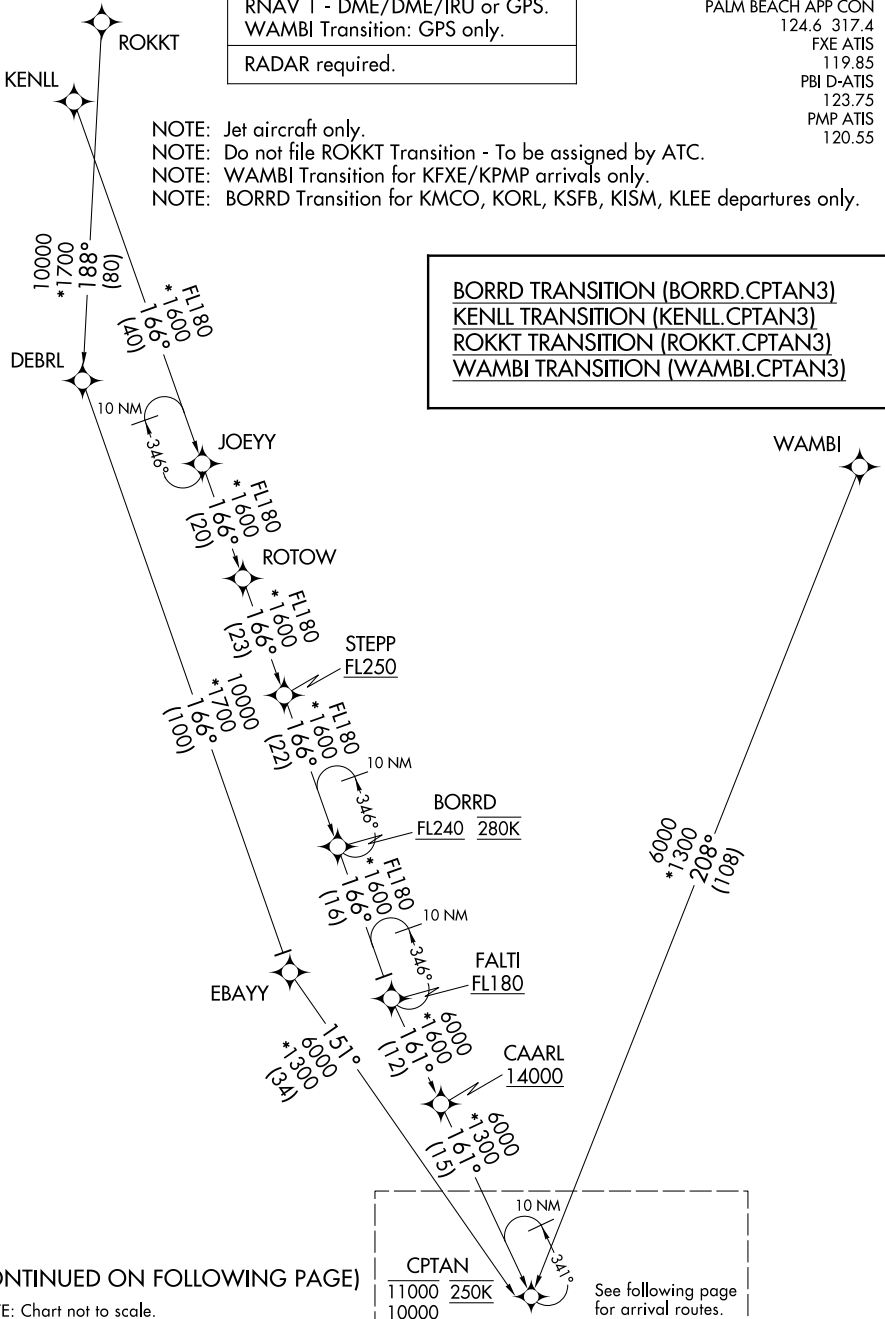 RNAV 1 - DME/DME/IRU or GPS.
WAMBI Transition: GPS only.
RADAR required.
PALM BEACH APP CON
124.6 317.4
FXE ATIS
119.85
PBI D-ATIS
123.75
PMP ATIS
120.55
ROKKT
KENLL
NOTE: Jet aircraft only.
NOTE: Do not file ROKKT Transition - To be assigned by ATC.
NOTE: WAMBI Transition for KFXE/KPMP arrivals only.
NOTE: BORRD Transition for KMCO, KORL, KSFB, KISM, KLEE departures only.
10000
*1700
188°
(80)
FL180
*1600
166°
(40)
BORRD TRANSITION (BORRD.CPTAN3)
KENLL TRANSITION (KENLL.CPTAN3)
ROKKT TRANSITION (ROKKT.CPTAN3)
WAMBI TRANSITION (WAMBI.CPTAN3)
DEBRL
10 NM
346°
JOEYY
WAMBI
FL180
*1600
166°
(20)
ROTOW
FL180
*1600
166°
(23)
STEPP
FL250
10000
*1700
166°
(100)
FL180
*1600
166°
(22)
10 NM
346°
BORRD
FL240 280K
6000
*1300
208°
(108)
FL180
*1600
166°
(16)
10 NM
346°
FALTI
FL180
EBAYY
6000
*1600
161°
(12)
151°
6000
*1300
(34)
CAARL
14000
6000
*1300
161°
(15)
10 NM
341°
CPTAN
11000 250K
10000
See following page
for arrival routes.
ONTINUED ON FOLLOWING PAGE)
TE: Chart not to scale.